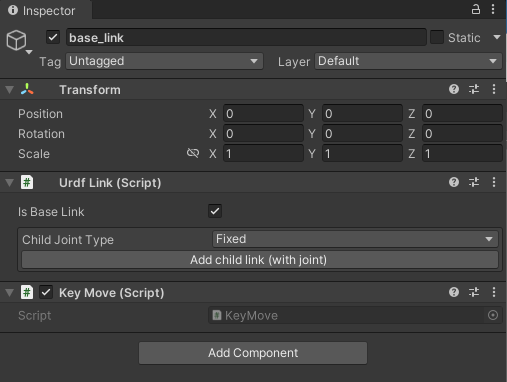 Inspector
base_link
Static
Tag Untagged Layer Default
Transform
Position X 0 Y 0 Z 0
Rotation X 0 Y 0 Z 0
Scale X 1 Y 1 Z 1
# Urdf Link (Script)
Is Base Link
Child Joint Type Fixed
Add child link (with joint)
# Key Move (Script)
Script # KeyMove
Add Component